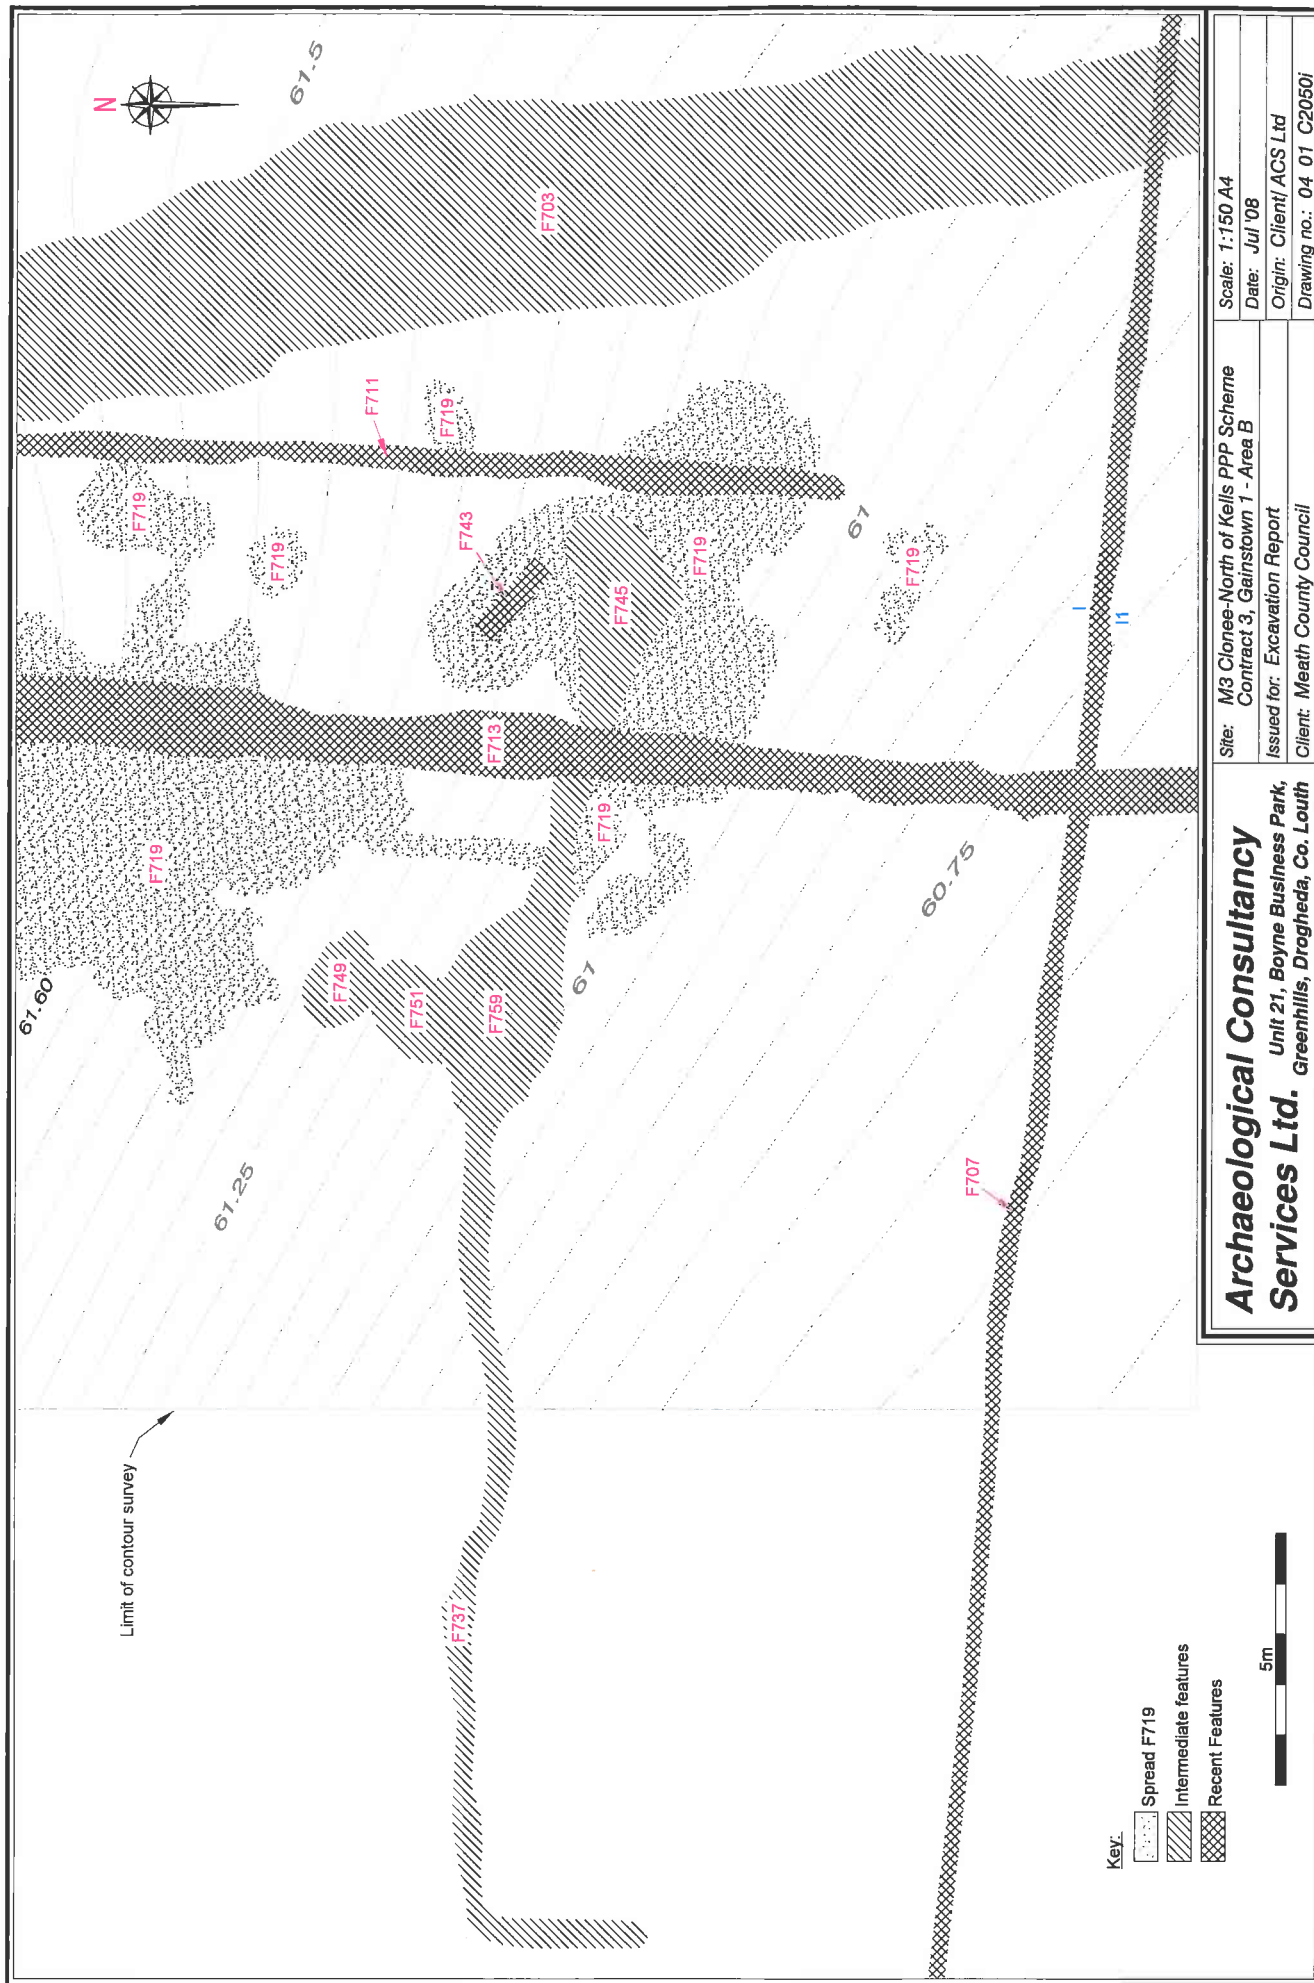 N
61.5
61.60
61.25
61
61
60.75
Limit of contour survey
F703
F711
F719
F719
F719
F719
F743
F745
F719
F719
F713
F719
F719
F749
F751
F759
F737
F707
I
I1
Key:
Spread F719
Intermediate features
Recent Features
5m
Archaeological Consultancy
Services Ltd.
Unit 21, Boyne Business Park,
Greenhills, Drogheda, Co. Louth
Site: M3 Clonee-North of Kells PPP Scheme
Contract 3, Gainstown 1 - Area B
Issued for: Excavation Report
Client: Meath County Council
Scale: 1:150 A4
Date: Jul '08
Origin: Client/ ACS Ltd
Drawing no.: 04_01_C2050i